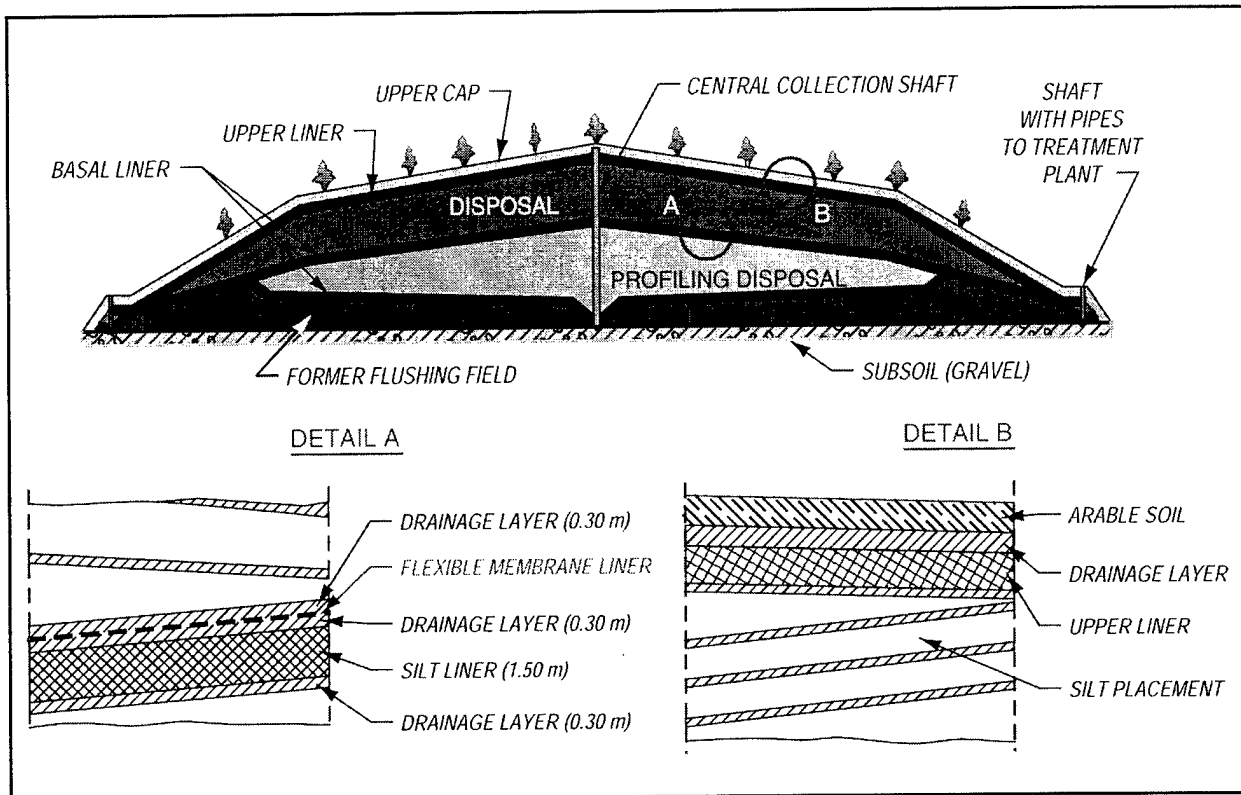 UPPER CAP
CENTRAL COLLECTION SHAFT
SHAFT
WITH PIPES
TO TREATMENT
PLANT
UPPER LINER
BASAL LINER
DISPOSAL
A
B
PROFILING DISPOSAL
FORMER FLUSHING FIELD
SUBSOIL (GRAVEL)
DETAIL A
DRAINAGE LAYER (0.30 m)
FLEXIBLE MEMBRANE LINER
DRAINAGE LAYER (0.30 m)
SILT LINER (1.50 m)
DRAINAGE LAYER (0.30 m)
DETAIL B
ARABLE SOIL
DRAINAGE LAYER
UPPER LINER
SILT PLACEMENT